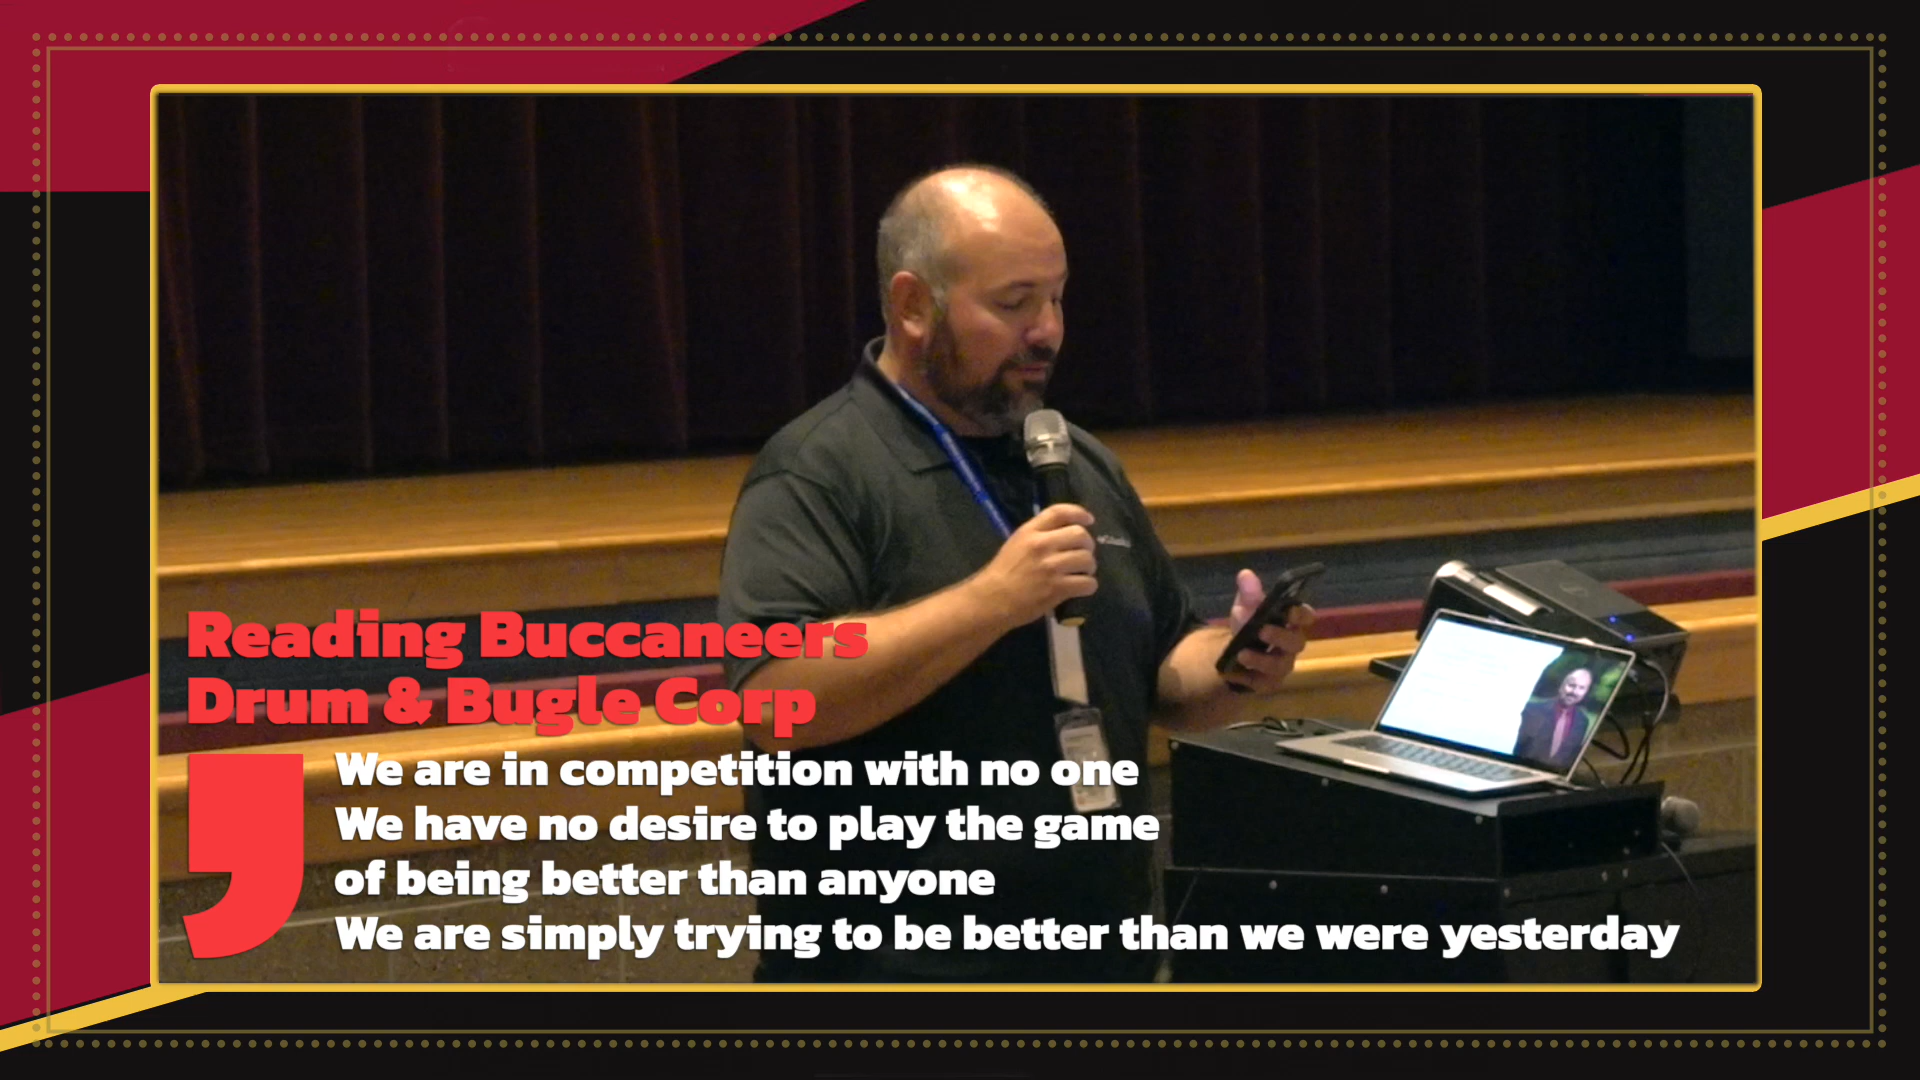 Reading Buccaneers
Drum & Bugle Corp
We are in competition with no one
We have no desire to play the game
of being better than anyone
We are simply trying to be better than we were yesterday